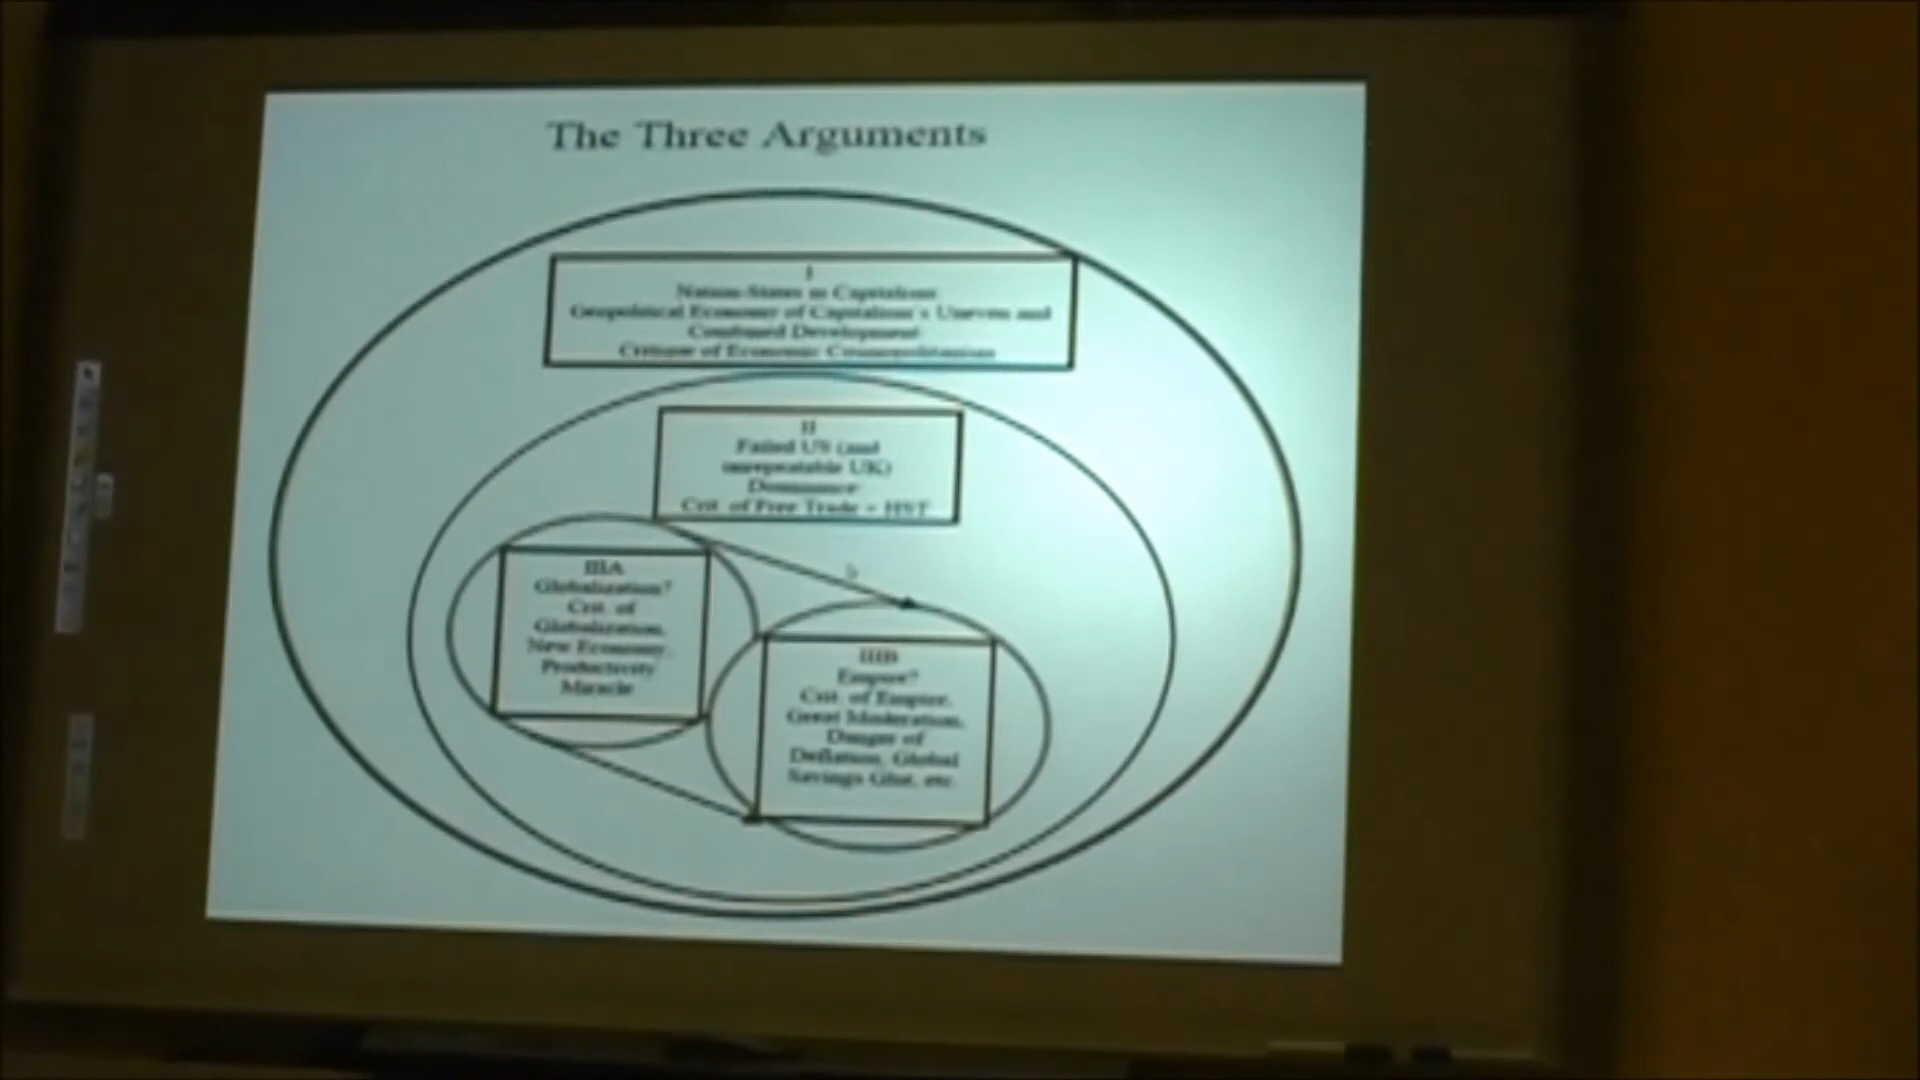 The Three Arguments
I
Nation-States in Capitalism:
Geopolitical Economy of Capitalism's Uneven and
Combined Development
Critique of Economic Cosmopolitanism
II
Failed US (and
unrepeatable UK)
Dominance:
Crit. of Free Trade - HST
IIIA
Globalization?
Crit. of
Globalization,
New Economy,
Productivity
Miracle
IIIB
Empire?
Crit. of Empire,
Great Moderation,
Danger of
Deflation, Global
Savings Glut, etc.